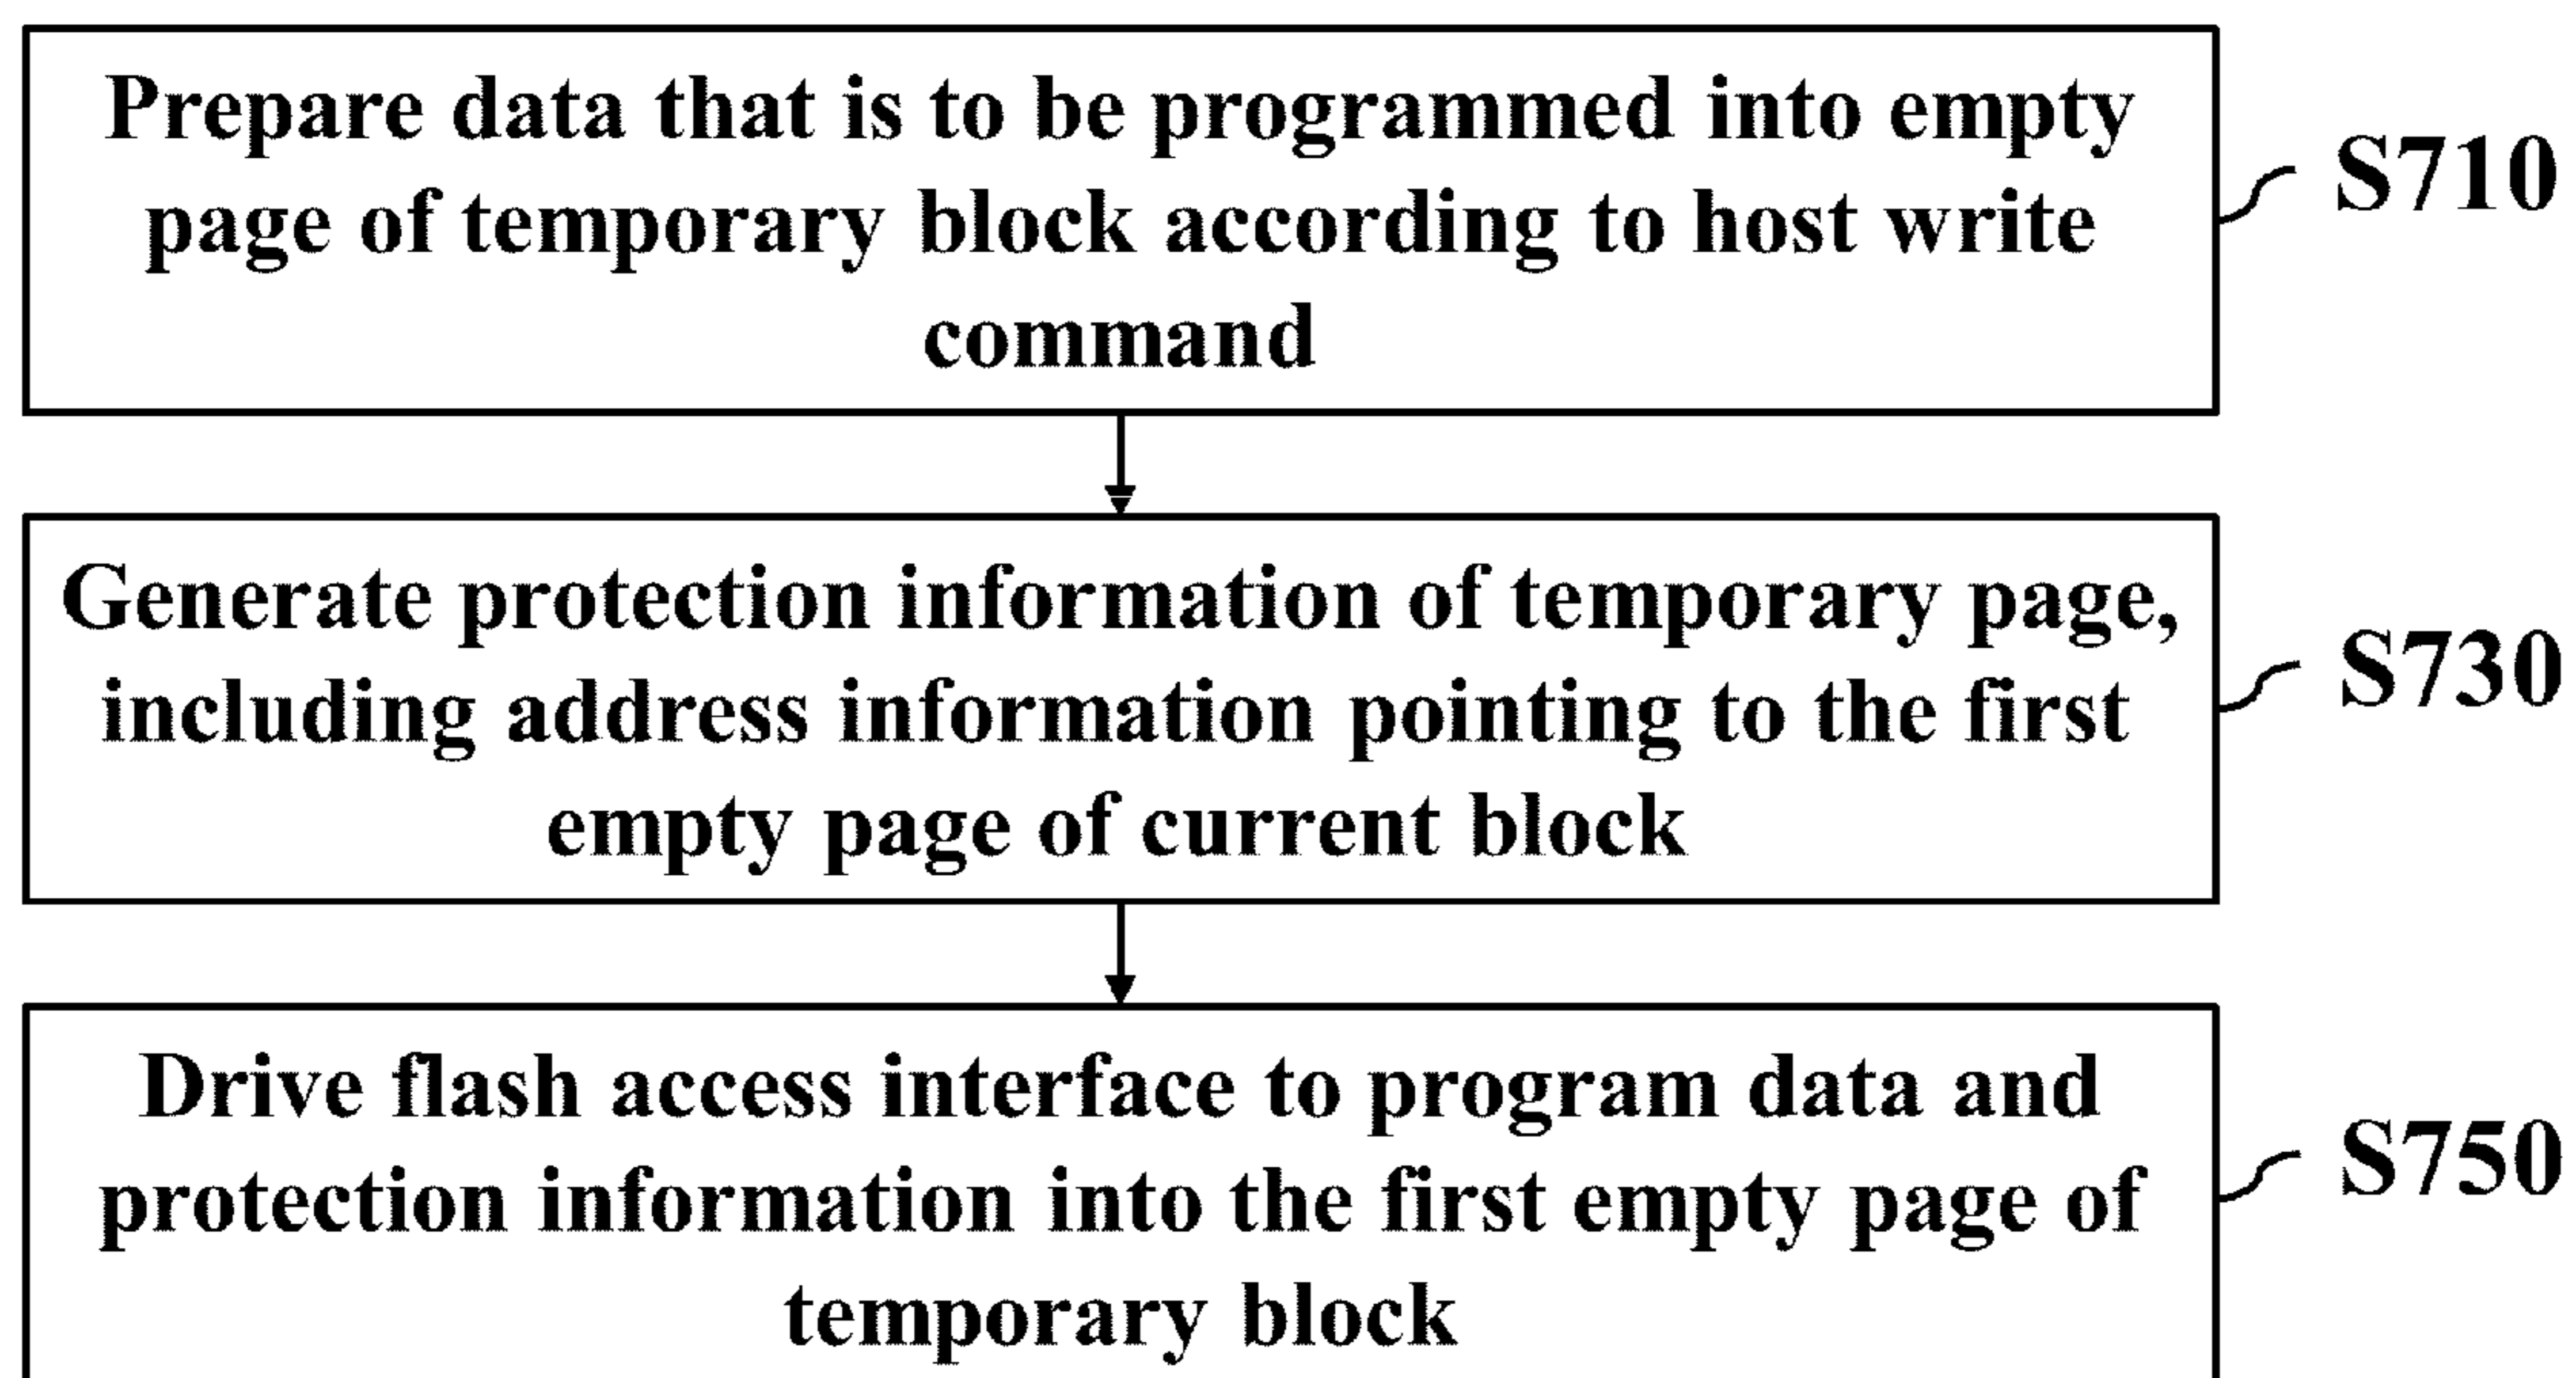 Prepare data that is to be programmed into empty
page of temporary block according to host write
command
S710
Generate protection information of temporary page,
including address information pointing to the first
empty page of current block
S730
Drive flash access interface to program data and
protection information into the first empty page of
temporary block
S750